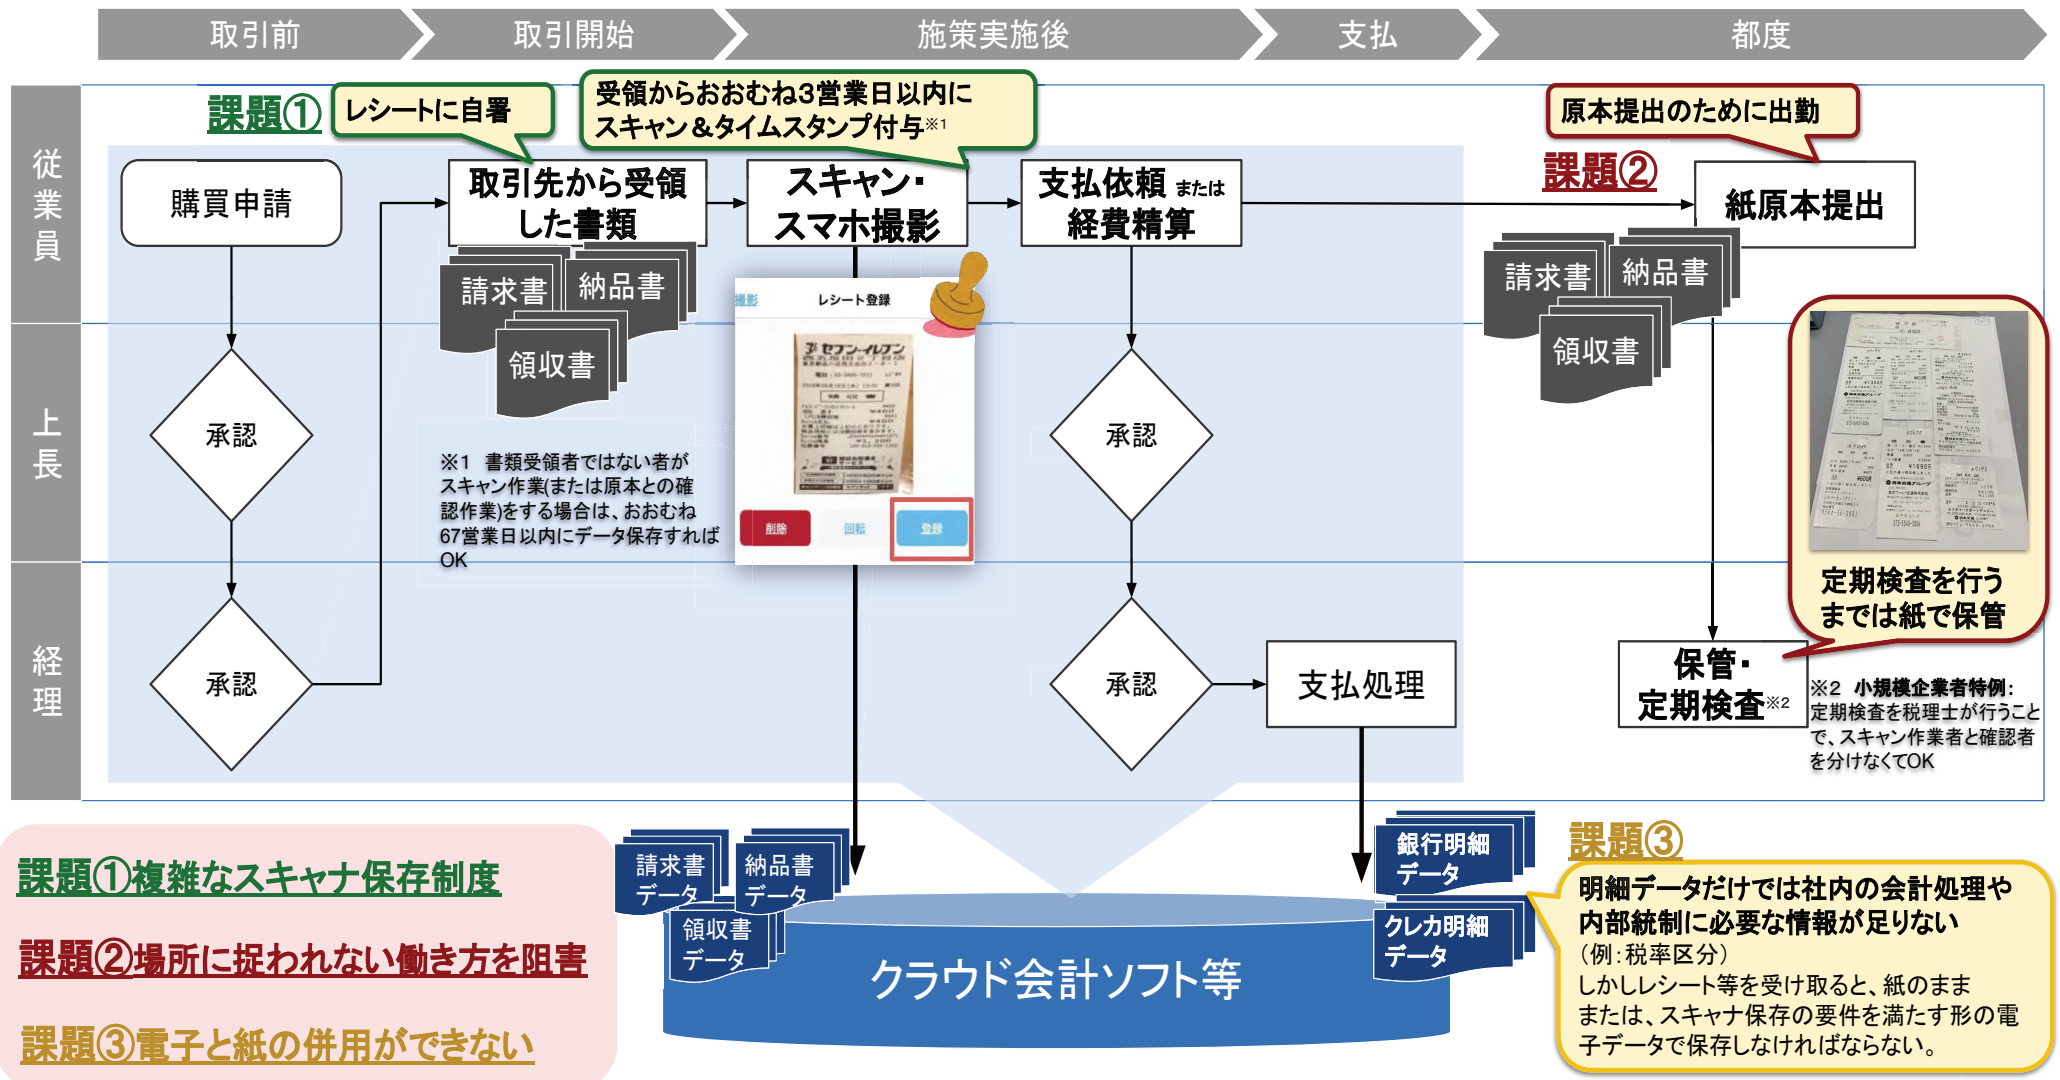 取引前
取引開始
施策実施後
支払
都度
従業員
上長
経理
課題①
レシートに自署
受領からおおむね3営業日以内に
スキャン＆タイムスタンプ付与※1
原本提出のために出勤
課題②
購買申請
取引先から受領
した書類
スキャン・
スマホ撮影
支払依頼 または
経費精算
紙原本提出
請求書
納品書
領収書
請求書
納品書
領収書
撮影
レシート登録
セブン-イレブン
削除
回転
登録
承認
承認
※1 書類受領者ではない者が
スキャン作業(または原本との確
認作業)をする場合は、おおむね
67営業日以内にデータ保存すれば
OK
定期検査を行う
までは紙で保管
承認
承認
支払処理
保管・
定期検査※2
※2 小規模企業者特例：
定期検査を税理士が行うこと
で、スキャン作業者と確認者
を分けなくてOK
課題①複雑なスキャナ保存制度
課題②場所に捉われない働き方を阻害
課題③電子と紙の併用ができない
請求書
データ
納品書
データ
領収書
データ
クラウド会計ソフト等
銀行明細
データ
クレカ明細
データ
課題③
明細データだけでは社内の会計処理や
内部統制に必要な情報が足りない
（例：税率区分）
しかしレシート等を受け取ると、紙のまま
または、スキャナ保存の要件を満たす形の電
子データで保存しなければならない。